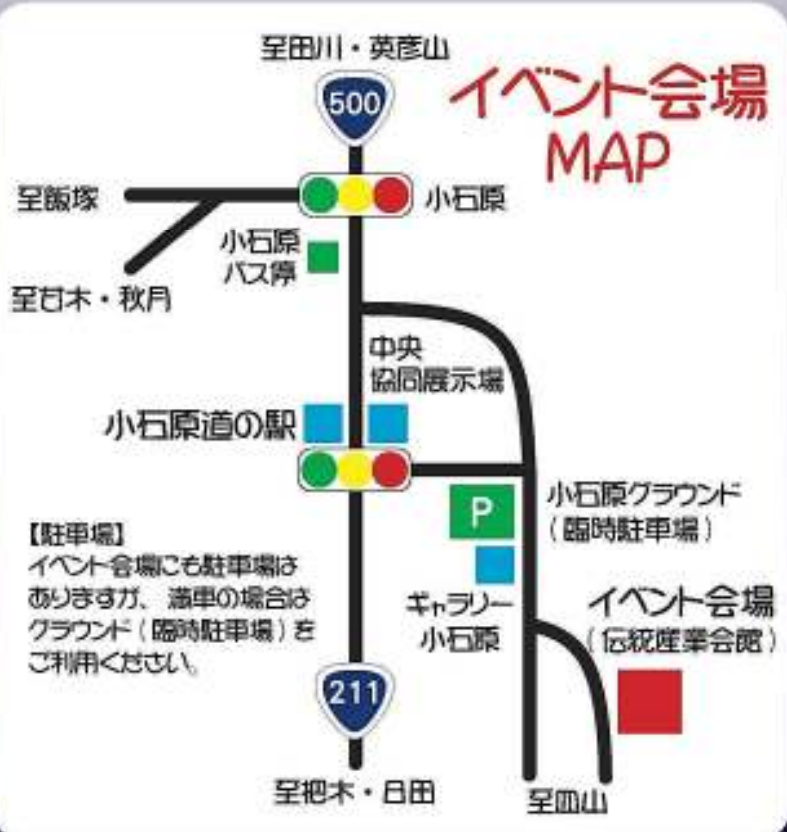 至田川・英彦山
500
イベント会場
MAP
至飯塚
小石原
小石原
バス停
至甘木・秋月
中央
協同展示場
小石原道の駅
P
小石原グラウンド
(臨時駐車場)
【駐車場】
イベント会場にも駐車場は
ありますが、満車の場合は
グラウンド(臨時駐車場)を
ご利用ください。
ギャラリー
小石原
イベント会場
(伝統産業会館)
211
至把木・日田
至皿山